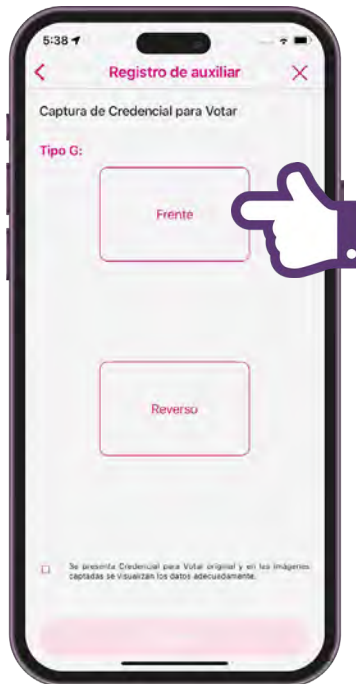 5:38
Registro de auxiliar
Captura de Credencial para Votar
Tipo G:
Frente
Reverso
Se presenta Credencial para Votar original y en las imágenes
captadas se visualizan los datos adecuadamente.